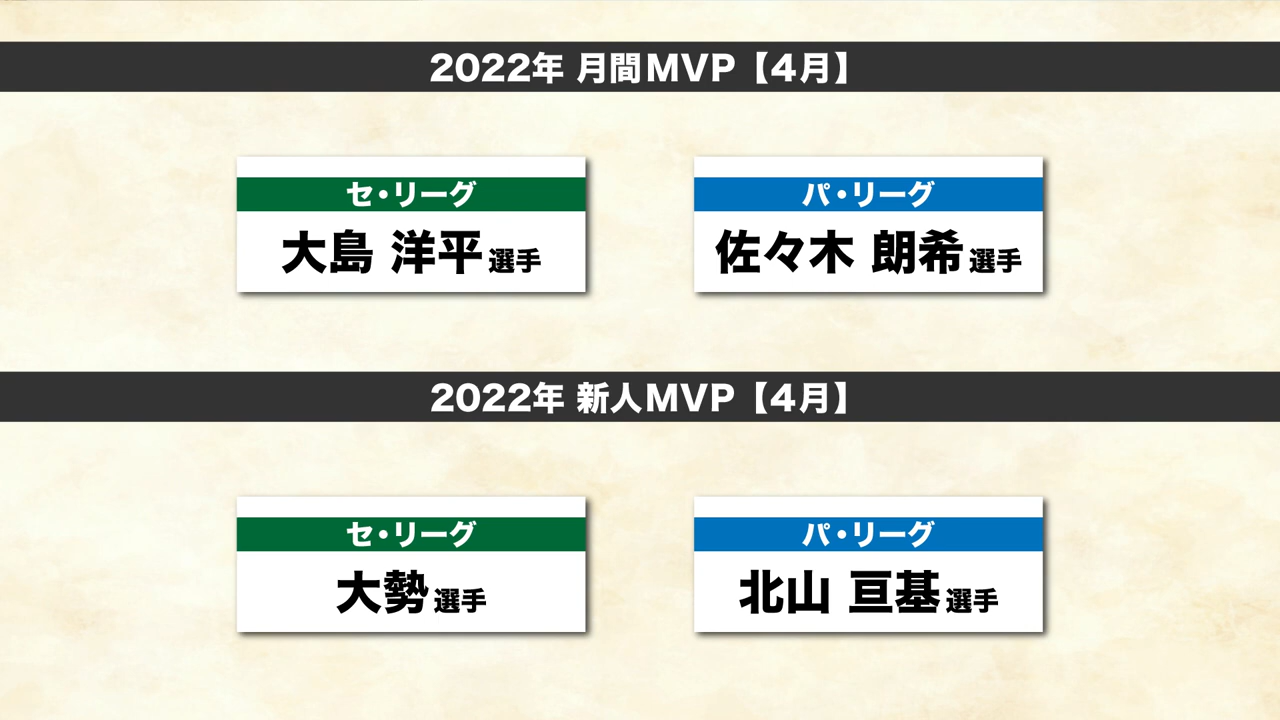 2022年 月間MVP【4月】
セ・リーグ
大島 洋平選手
パ・リーグ
佐々木 朗希選手
2022年 新人MVP【4月】
セ・リーグ
大勢選手
パ・リーグ
北山 亘基選手